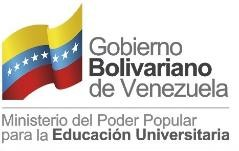 Gobierno
Bolivariano
de Venezuela
Ministerio del Poder Popular
para la Educación Universitaria